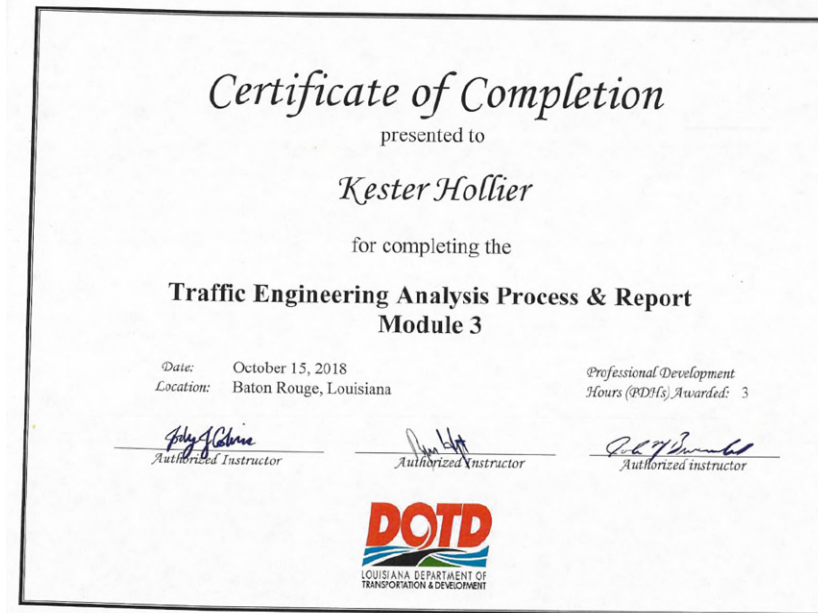 Certificate of Completion
presented to
Kester Hollier
for completing the
Traffic Engineering Analysis Process & Report
Module 3
Date: October 15, 2018
Location: Baton Rouge, Louisiana
Professional Development
Hours (PDHs) Awarded: 3
Authorized Instructor
Authorized Instructor
Authorized instructor
DOTD
LOUISIANA DEPARTMENT OF
TRANSPORTATION & DEVELOPMENT